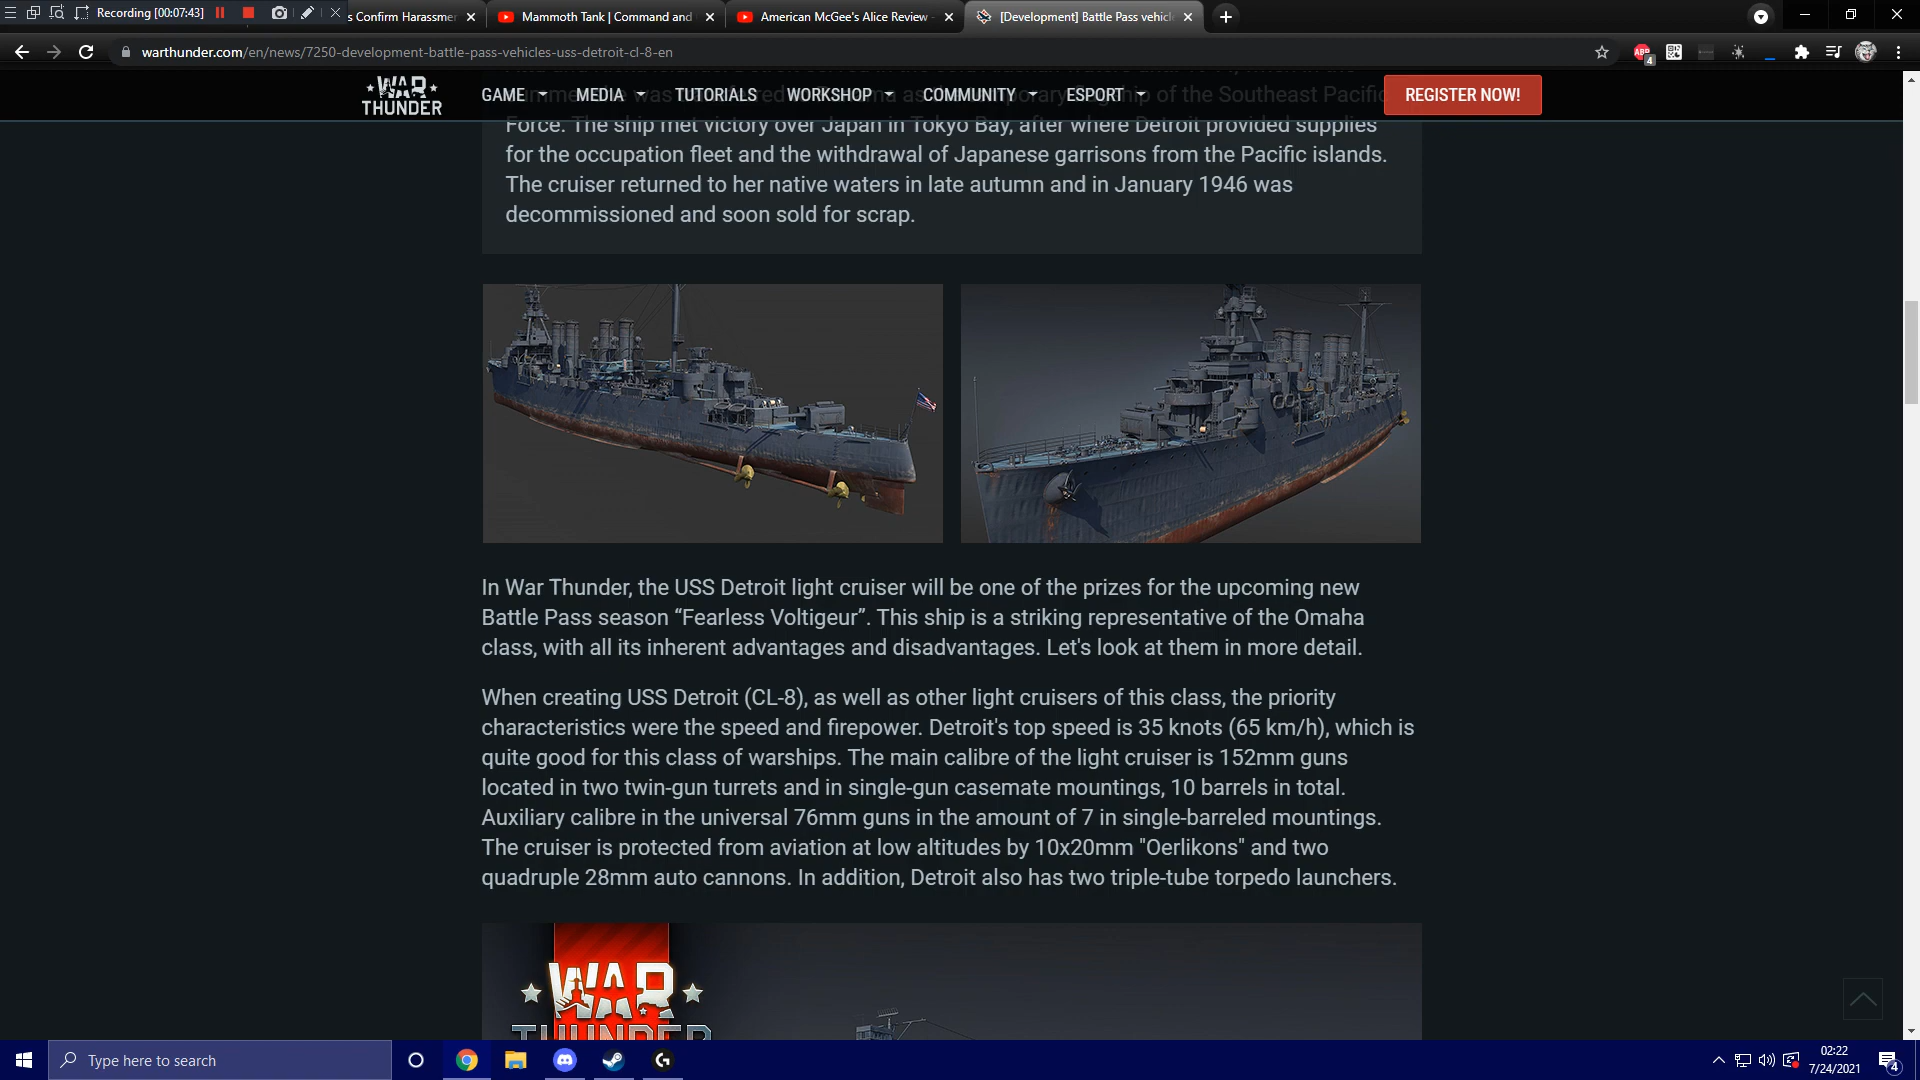 Recording [00:07:43]
s Confirm Harassmer
Mammoth Tank | Command and
American McGee's Alice Review
[Development] Battle Pass vehicl
warthunder.com/en/news/7250-development-battle-pass-vehicles-uss-detroit-cl-8-en
ABP
4
WAR
THUNDER
GAME
MEDIA
TUTORIALS
WORKSHOP
COMMUNITY
ESPORT
REGISTER NOW!
of the Southeast Pacific
Force. The ship met victory over Japan in Tokyo Bay, after where Detroit provided supplies
for the occupation fleet and the withdrawal of Japanese garrisons from the Pacific islands.
The cruiser returned to her native waters in late autumn and in January 1946 was
decommissioned and soon sold for scrap.
In War Thunder, the USS Detroit light cruiser will be one of the prizes for the upcoming new
Battle Pass season “Fearless Voltigeur”. This ship is a striking representative of the Omaha
class, with all its inherent advantages and disadvantages. Let's look at them in more detail.
When creating USS Detroit (CL-8), as well as other light cruisers of this class, the priority
characteristics were the speed and firepower. Detroit's top speed is 35 knots (65 km/h), which is
quite good for this class of warships. The main calibre of the light cruiser is 152mm guns
located in two twin-gun turrets and in single-gun casemate mountings, 10 barrels in total.
Auxiliary calibre in the universal 76mm guns in the amount of 7 in single-barreled mountings.
The cruiser is protected from aviation at low altitudes by 10x20mm "Oerlikons" and two
quadruple 28mm auto cannons. In addition, Detroit also has two triple-tube torpedo launchers.
WAR
THUNDER
Type here to search
02:22
7/24/2021
4